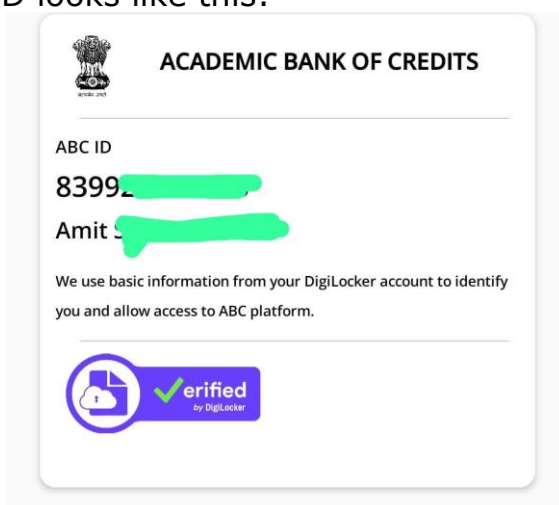 D looks like this:
ACADEMIC BANK OF CREDITS
ABC ID
8399
Amit S
We use basic information from your DigiLocker account to identify
you and allow access to ABC platform.
Verified
by DigiLocker